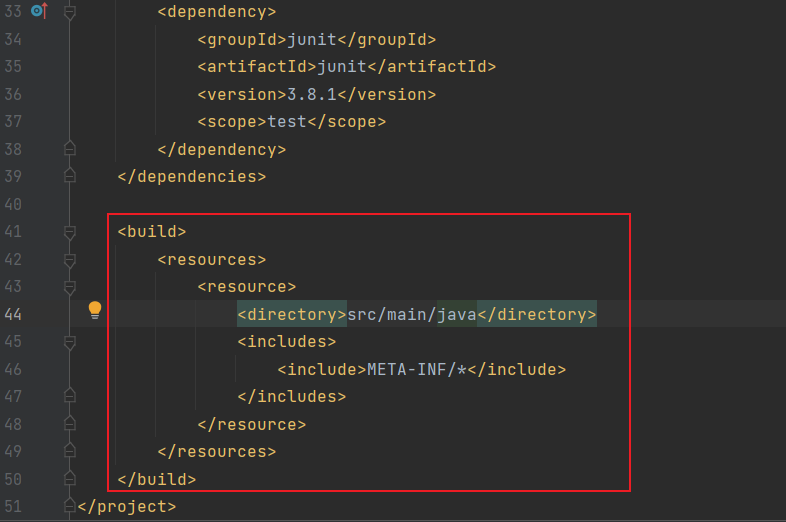 33 <dependency>
34 <groupId>junit</groupId>
35 <artifactId>junit</artifactId>
36 <version>3.8.1</version>
37 <scope>test</scope>
38 </dependency>
39 </dependencies>
40
41 <build>
42 <resources>
43 <resource>
44 <directory>src/main/java</directory>
45 <includes>
46 <include>META-INF/*</include>
47 </includes>
48 </resource>
49 </resources>
50 </build>
51 </project>